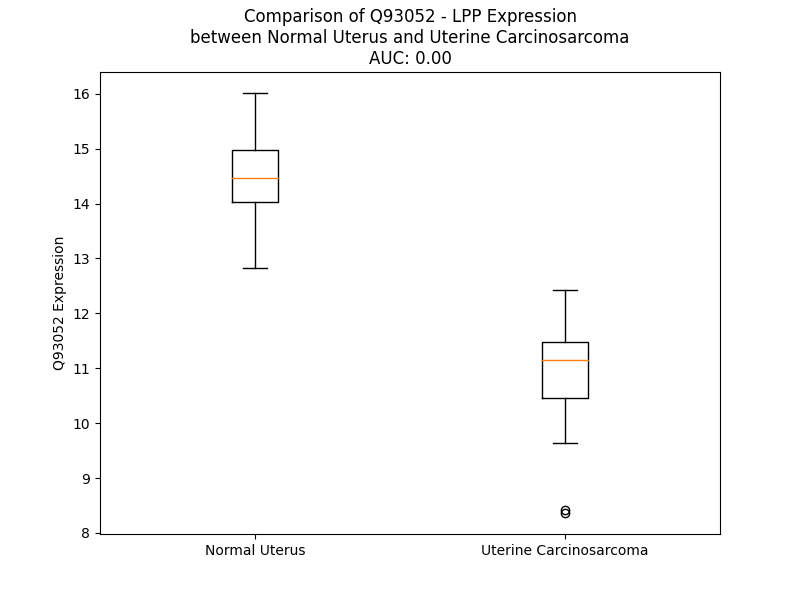 Comparison of Q93052 - LPP Expression
between Normal Uterus and Uterine Carcinosarcoma
AUC: 0.00
16
15
14
13
12
11
10
9
8
Q93052 Expression
Normal Uterus
Uterine Carcinosarcoma